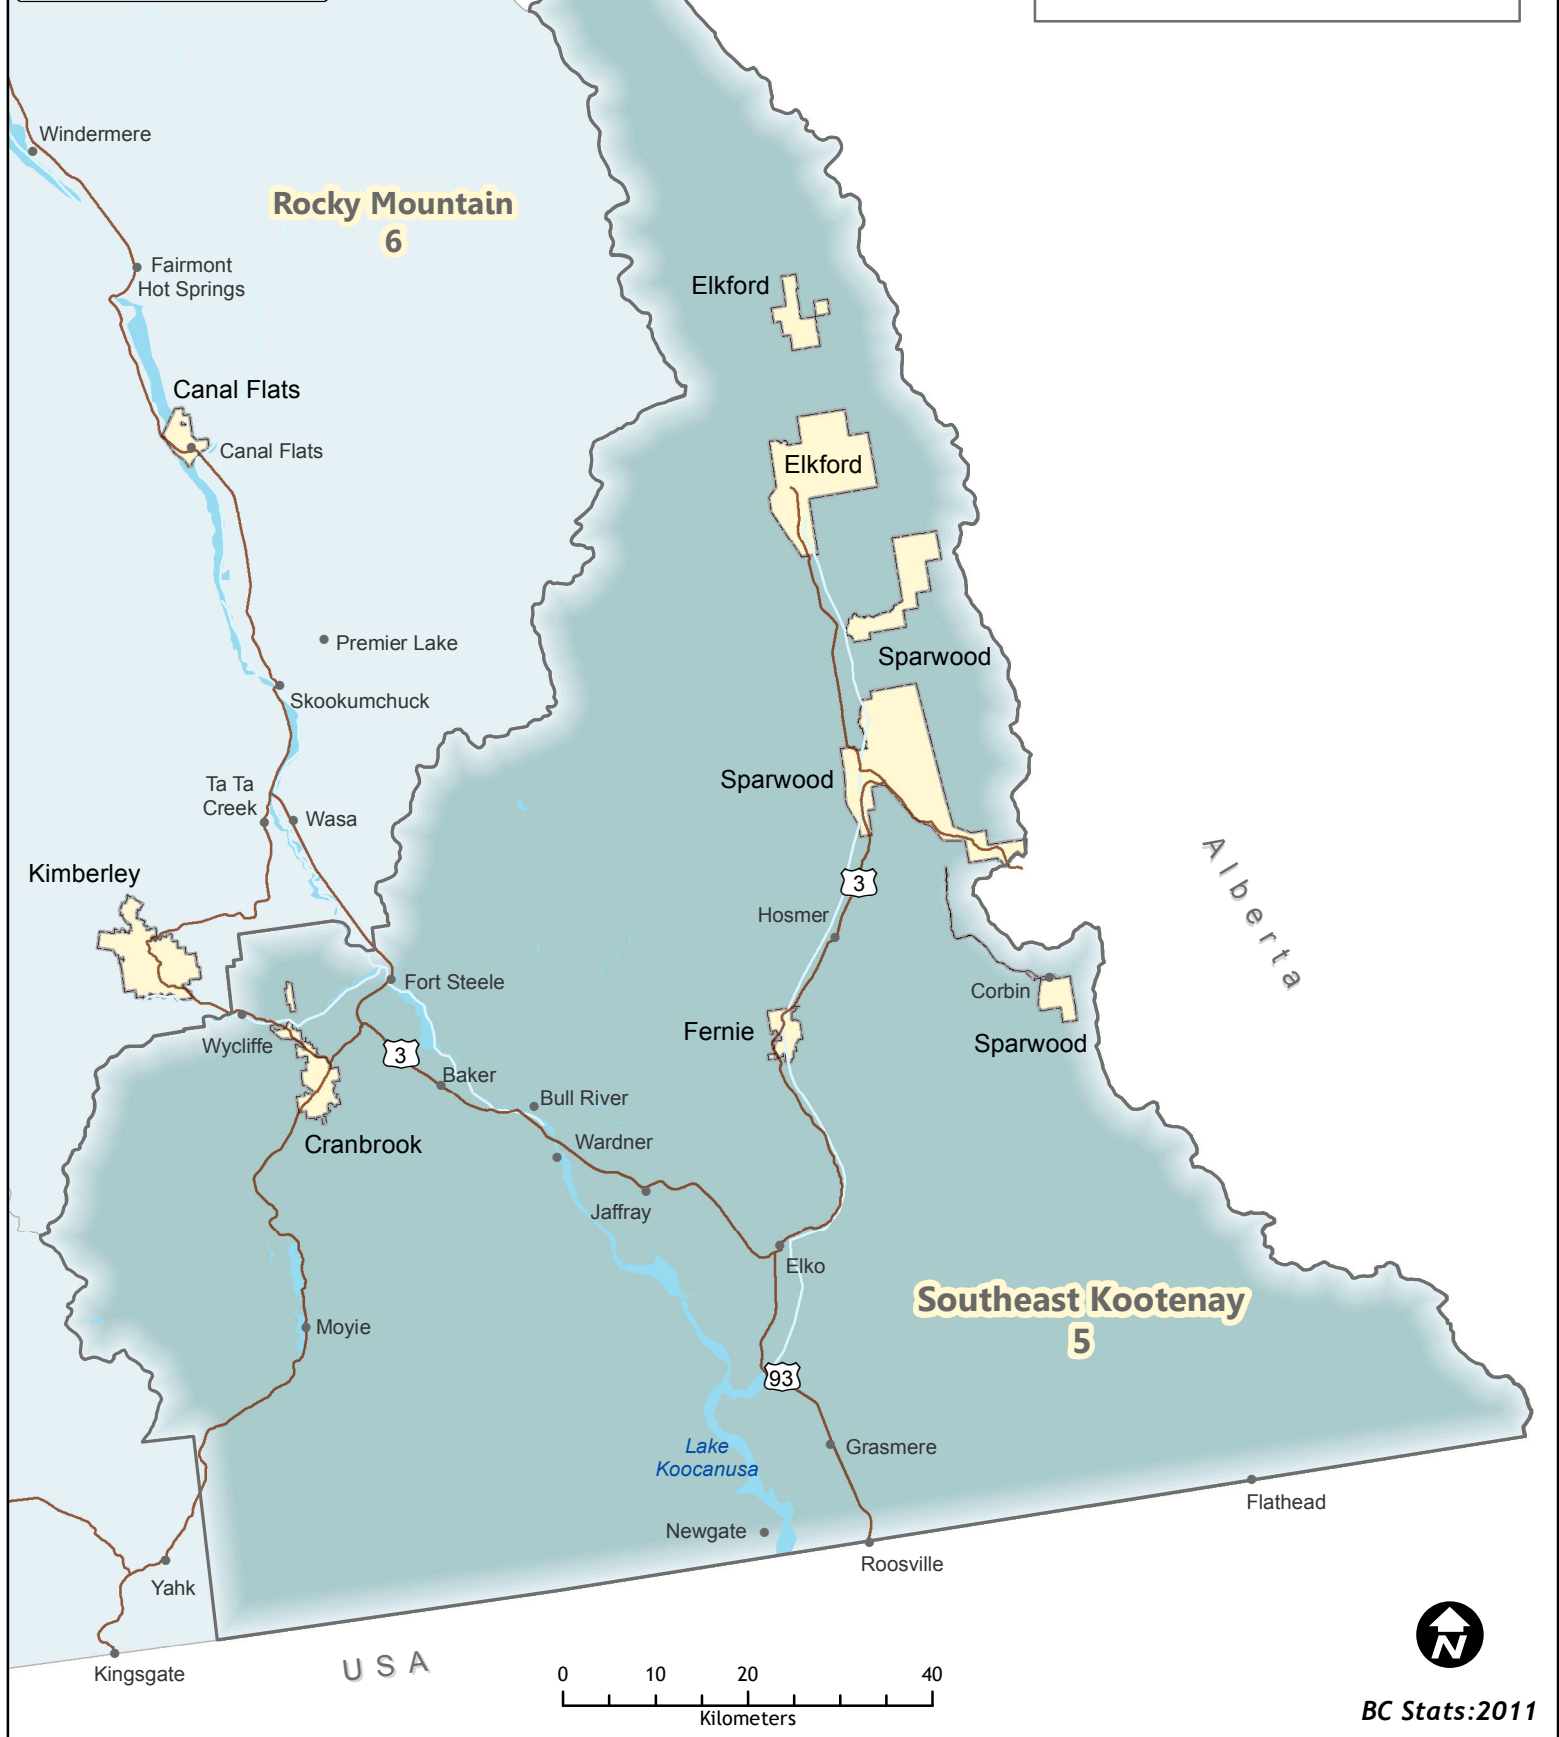 Windermere
Rocky Mountain
6
Fairmont
Hot Springs
Elkford
Canal Flats
Canal Flats
Elkford
Premier Lake
Sparwood
Skookumchuck
Ta Ta
Creek
Wasa
Sparwood
Kimberley
Alberta
3
Hosmer
Fort Steele
Corbin
Fernie
Wycliffe
Sparwood
3
Baker
Bull River
Wardner
Cranbrook
Jaffray
Elko
Southeast Kootenay
5
Moyie
93
Lake
Koocanusa
Grasmere
Flathead
Newgate
Roosville
Yahk
Kingsgate
USA
N
0 10 20 40
Kilometers
BC Stats:2011